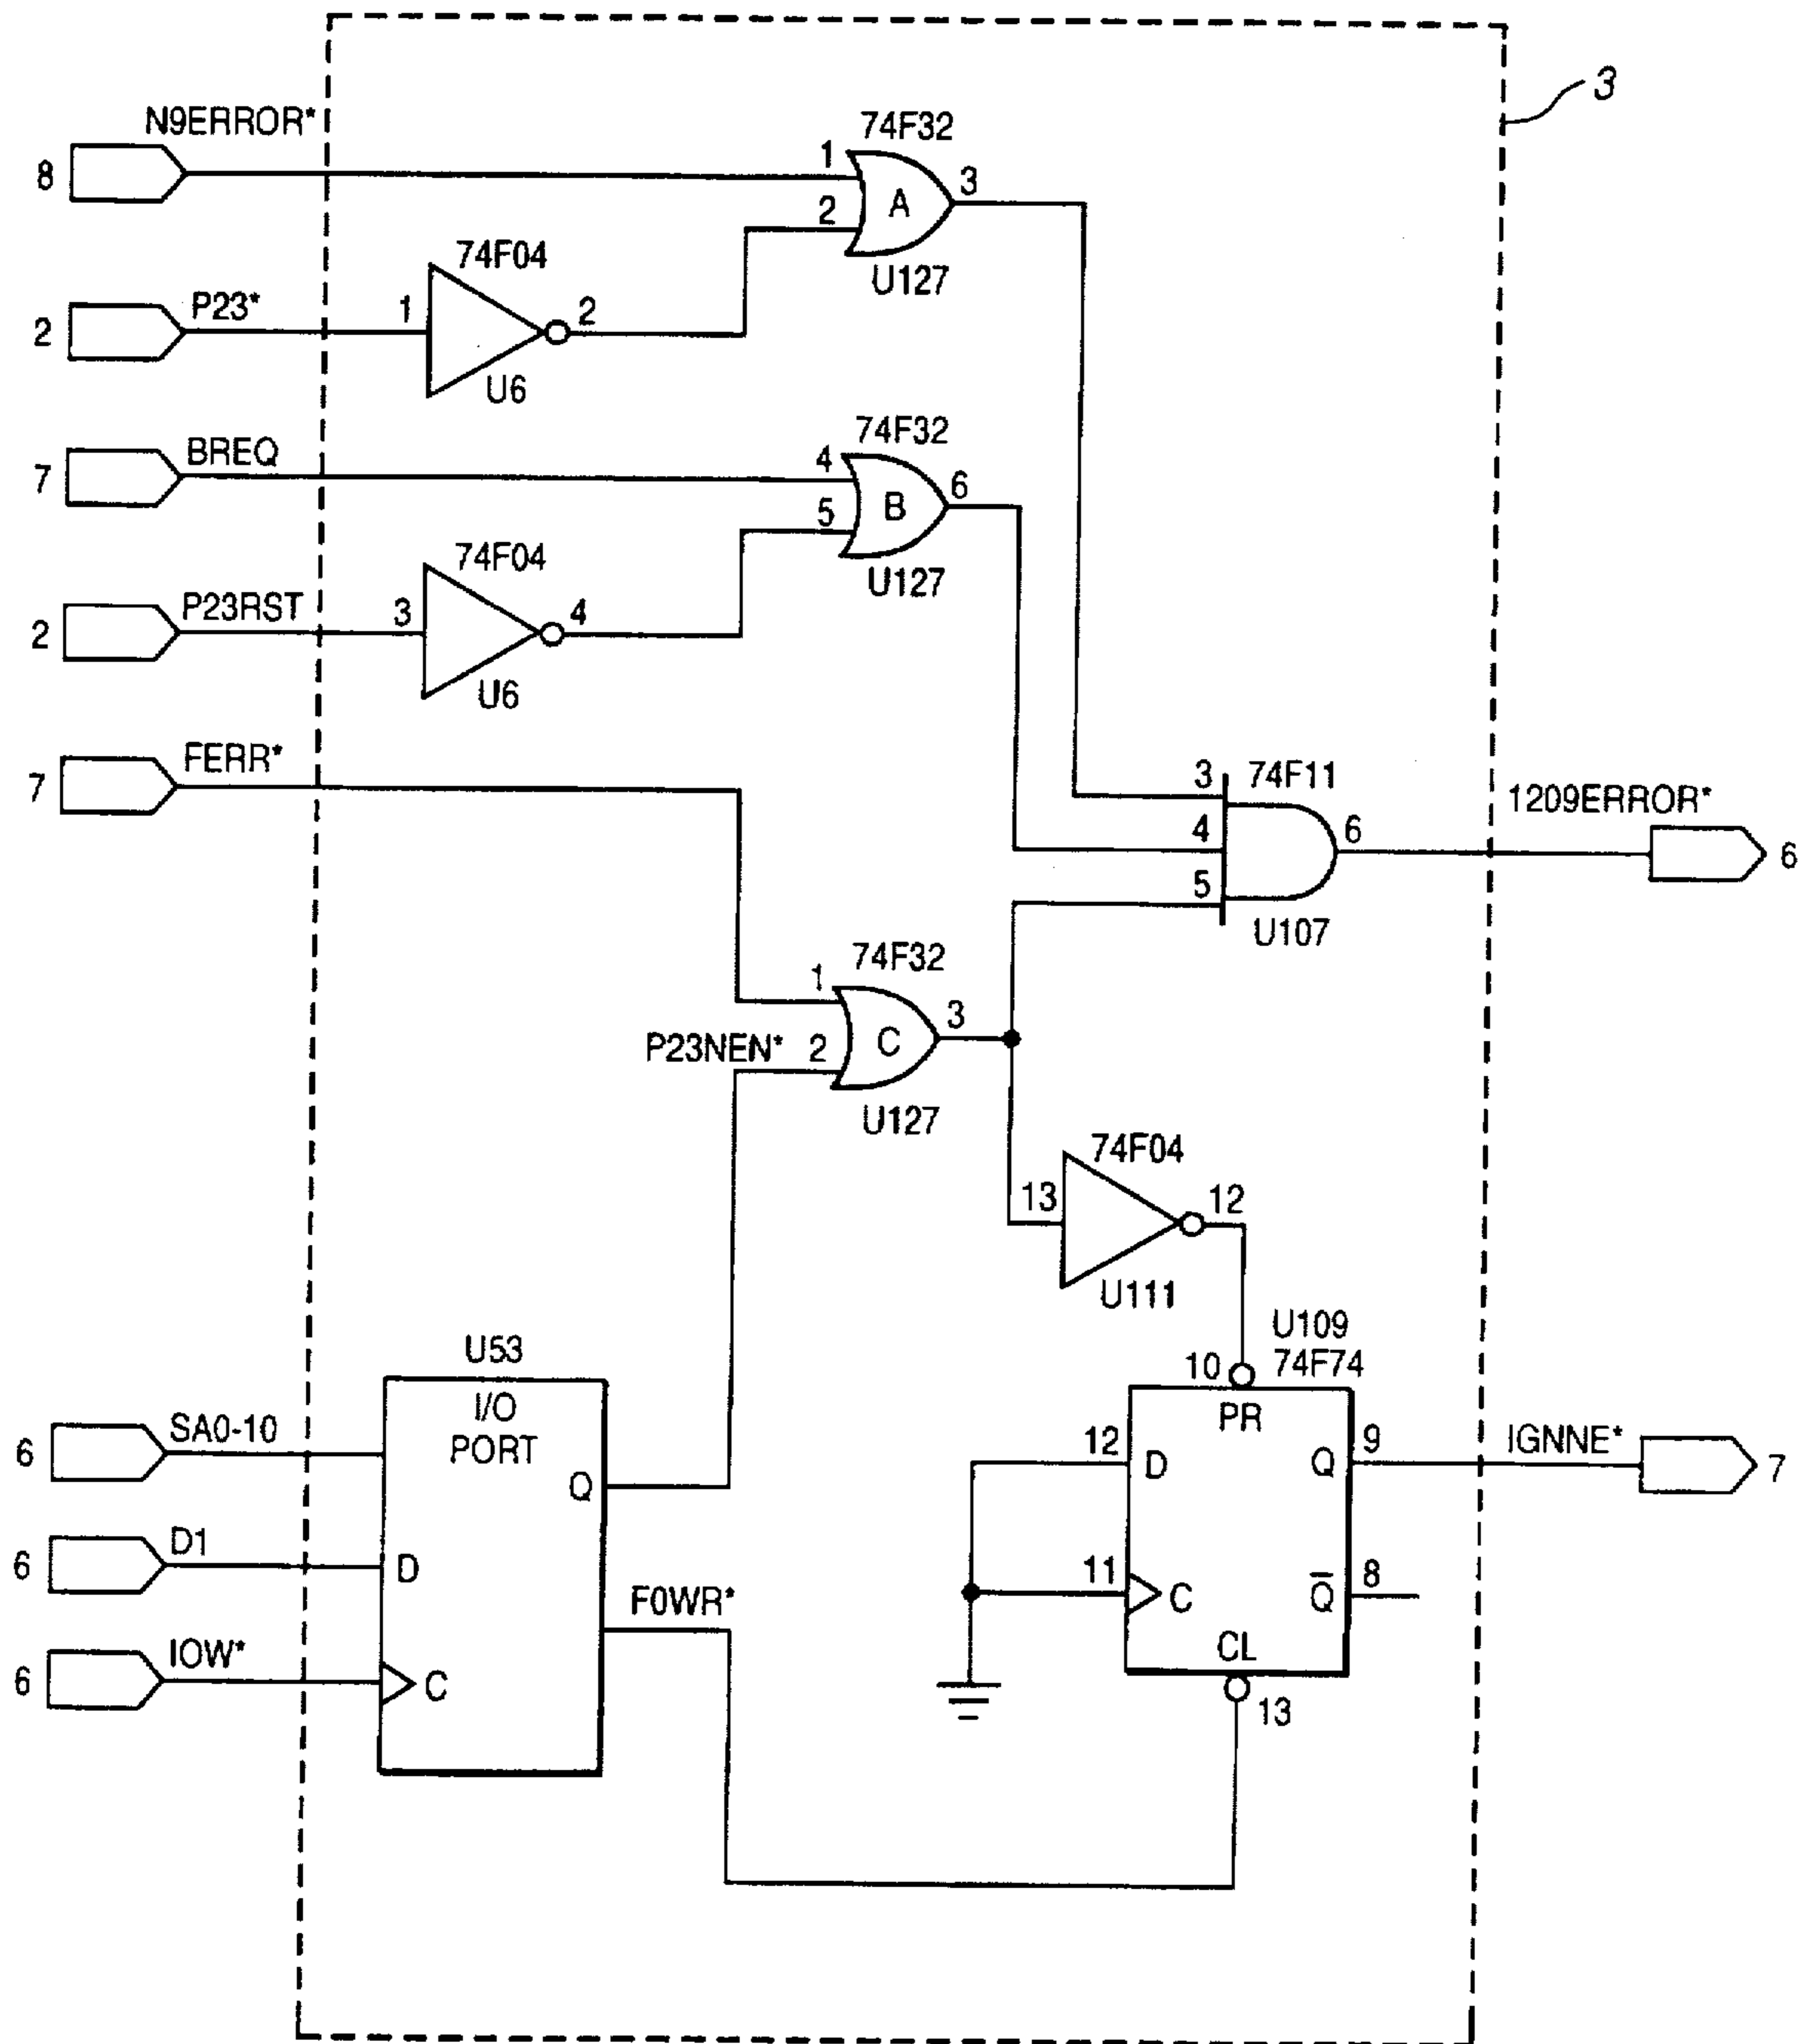 3
N9ERROR*
8
74F32
1
2
A
3
U127
P23*
2
74F04
1
2
U6
BREQ
7
74F32
4
5
B
6
U127
P23RST
2
74F04
3
4
U6
FERR*
7
3
4
5
74F11
6
U107
1209ERROR*
6
74F32
1
P23NEN*
2
C
3
U127
74F04
13
12
U111
U53
I/O
PORT
SA0-10
6
Q
D1
6
D
F0WR*
IOW*
6
C
U109
74F74
10
PR
12
D
Q
9
IGNNE*
7
11
C
Q̅
8
CL
13